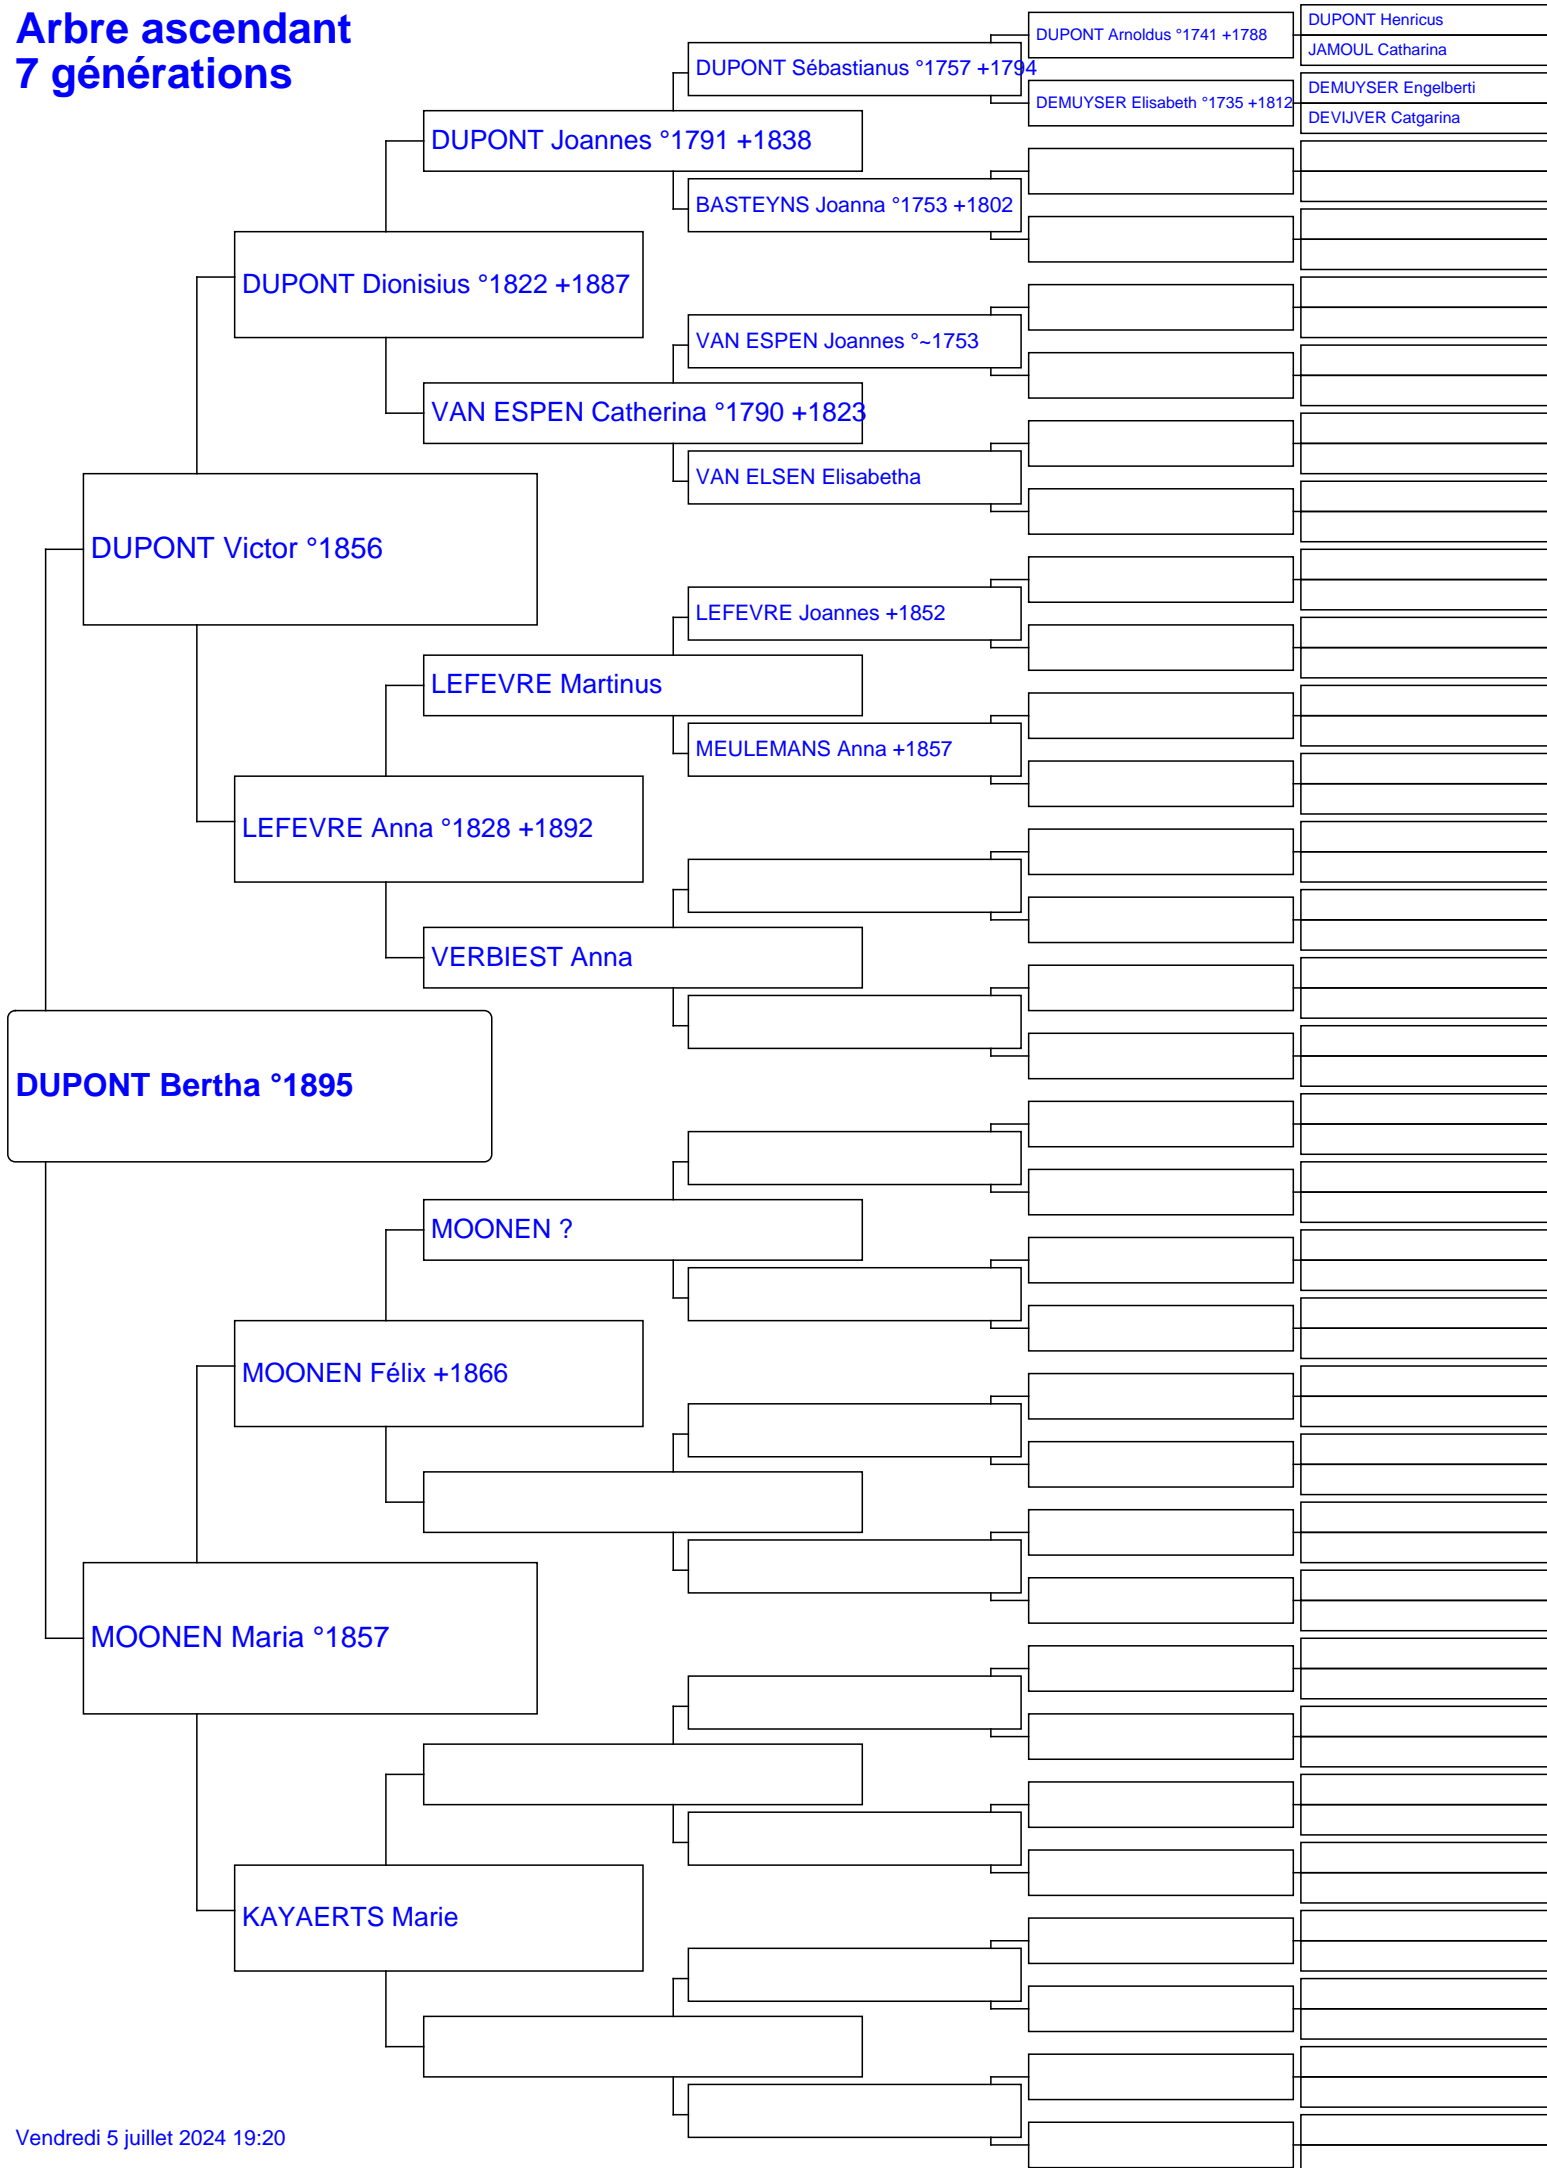 Arbre ascendant
7 générations
DUPONT Arnoldus °1741 +1788
DUPONT Henricus
JAMOUL Catharina
DUPONT Sébastianus °1757 +1794
DEMUYSER Elisabeth °1735 +1812
DEMUYSER Engelberti
DEVIJVER Catgarina
DUPONT Joannes °1791 +1838
BASTEYNS Joanna °1753 +1802
DUPONT Dionisius °1822 +1887
VAN ESPEN Joannes °~1753
VAN ESPEN Catherina °1790 +1823
VAN ELSEN Elisabetha
DUPONT Victor °1856
LEFEVRE Joannes +1852
LEFEVRE Martinus
MEULEMANS Anna +1857
LEFEVRE Anna °1828 +1892
VERBIEST Anna
DUPONT Bertha °1895
MOONEN ?
MOONEN Félix +1866
MOONEN Maria °1857
KAYAERTS Marie
Vendredi 5 juillet 2024 19:20